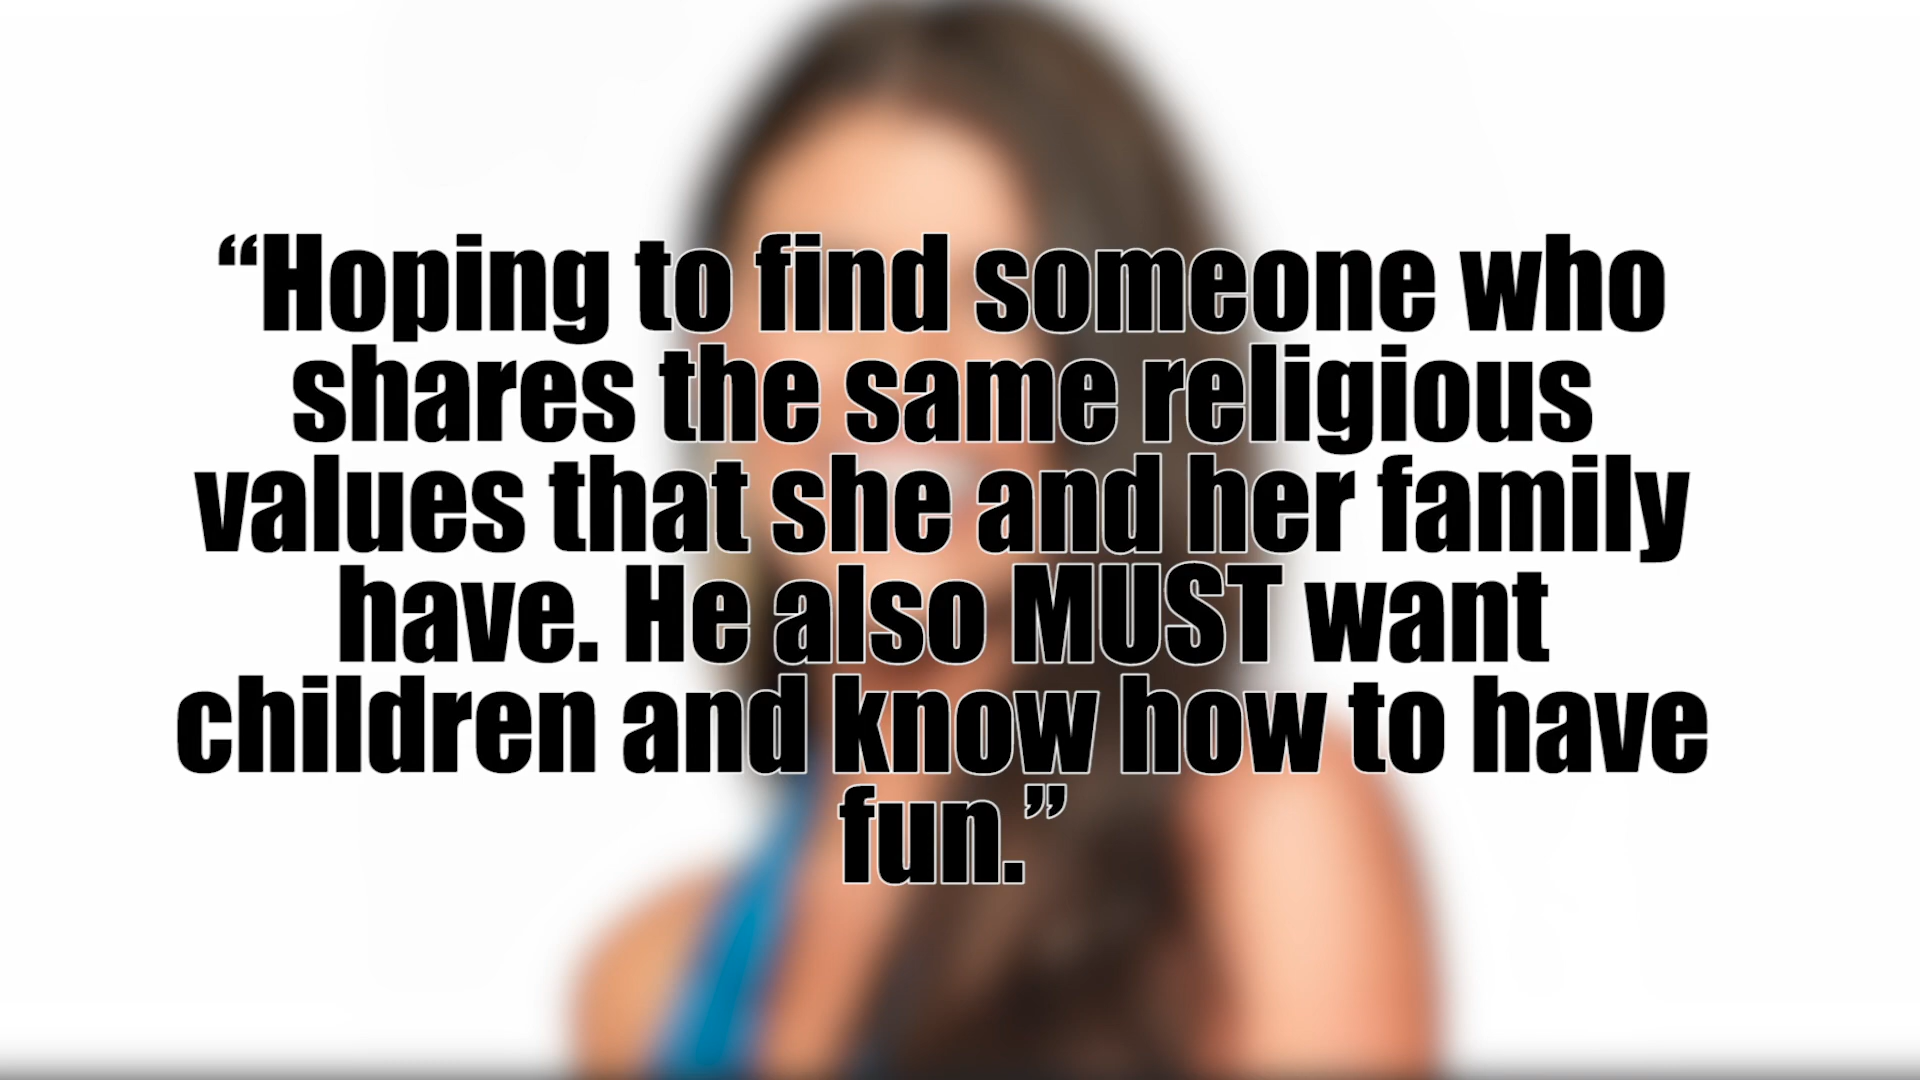 “Hoping to find someone who
shares the same religious
values that she and her family
have. He also MUST want
children and know how to have
fun.”